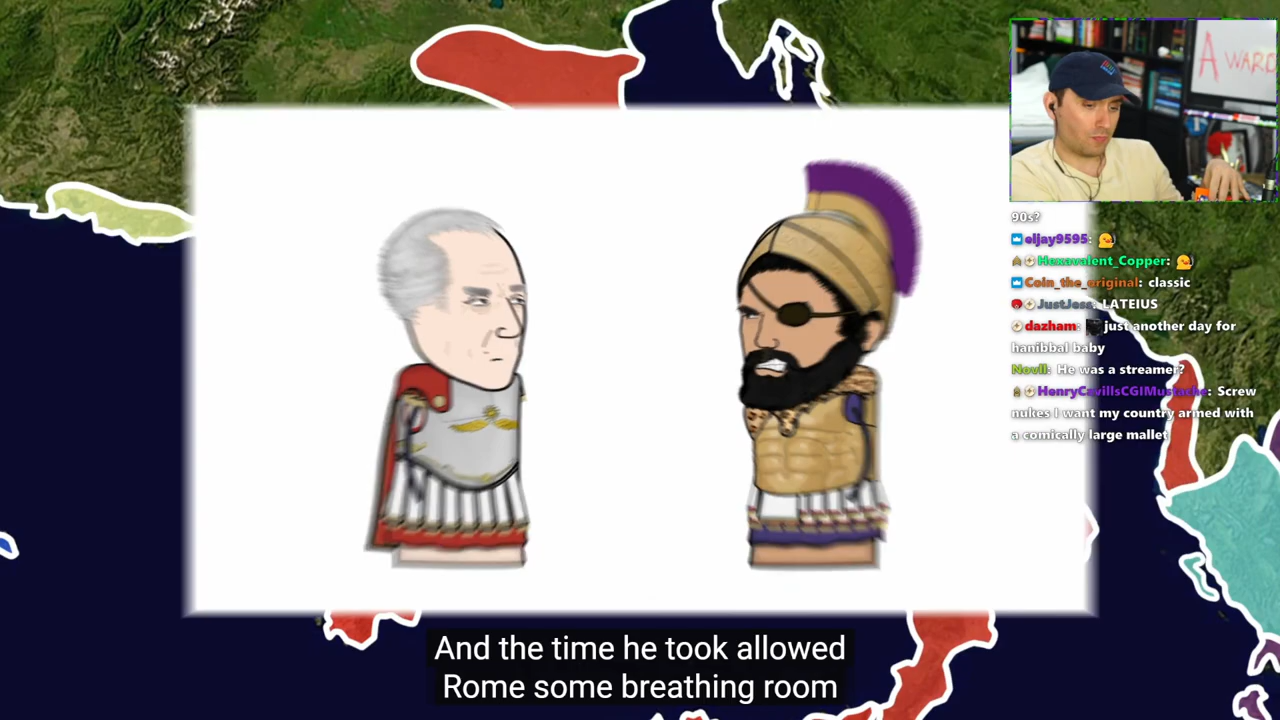 A WARD
90s?
eljay9595:
Hexavalent_Copper:
Coin_the_original: classic
JustJess: LATEIUS
dazham: just another day for
hanibbal baby
Novll: He was a streamer?
HenryCavillsCGIMustache: Screw
nukes I want my country armed with
a comically large mallet
And the time he took allowed
Rome some breathing room